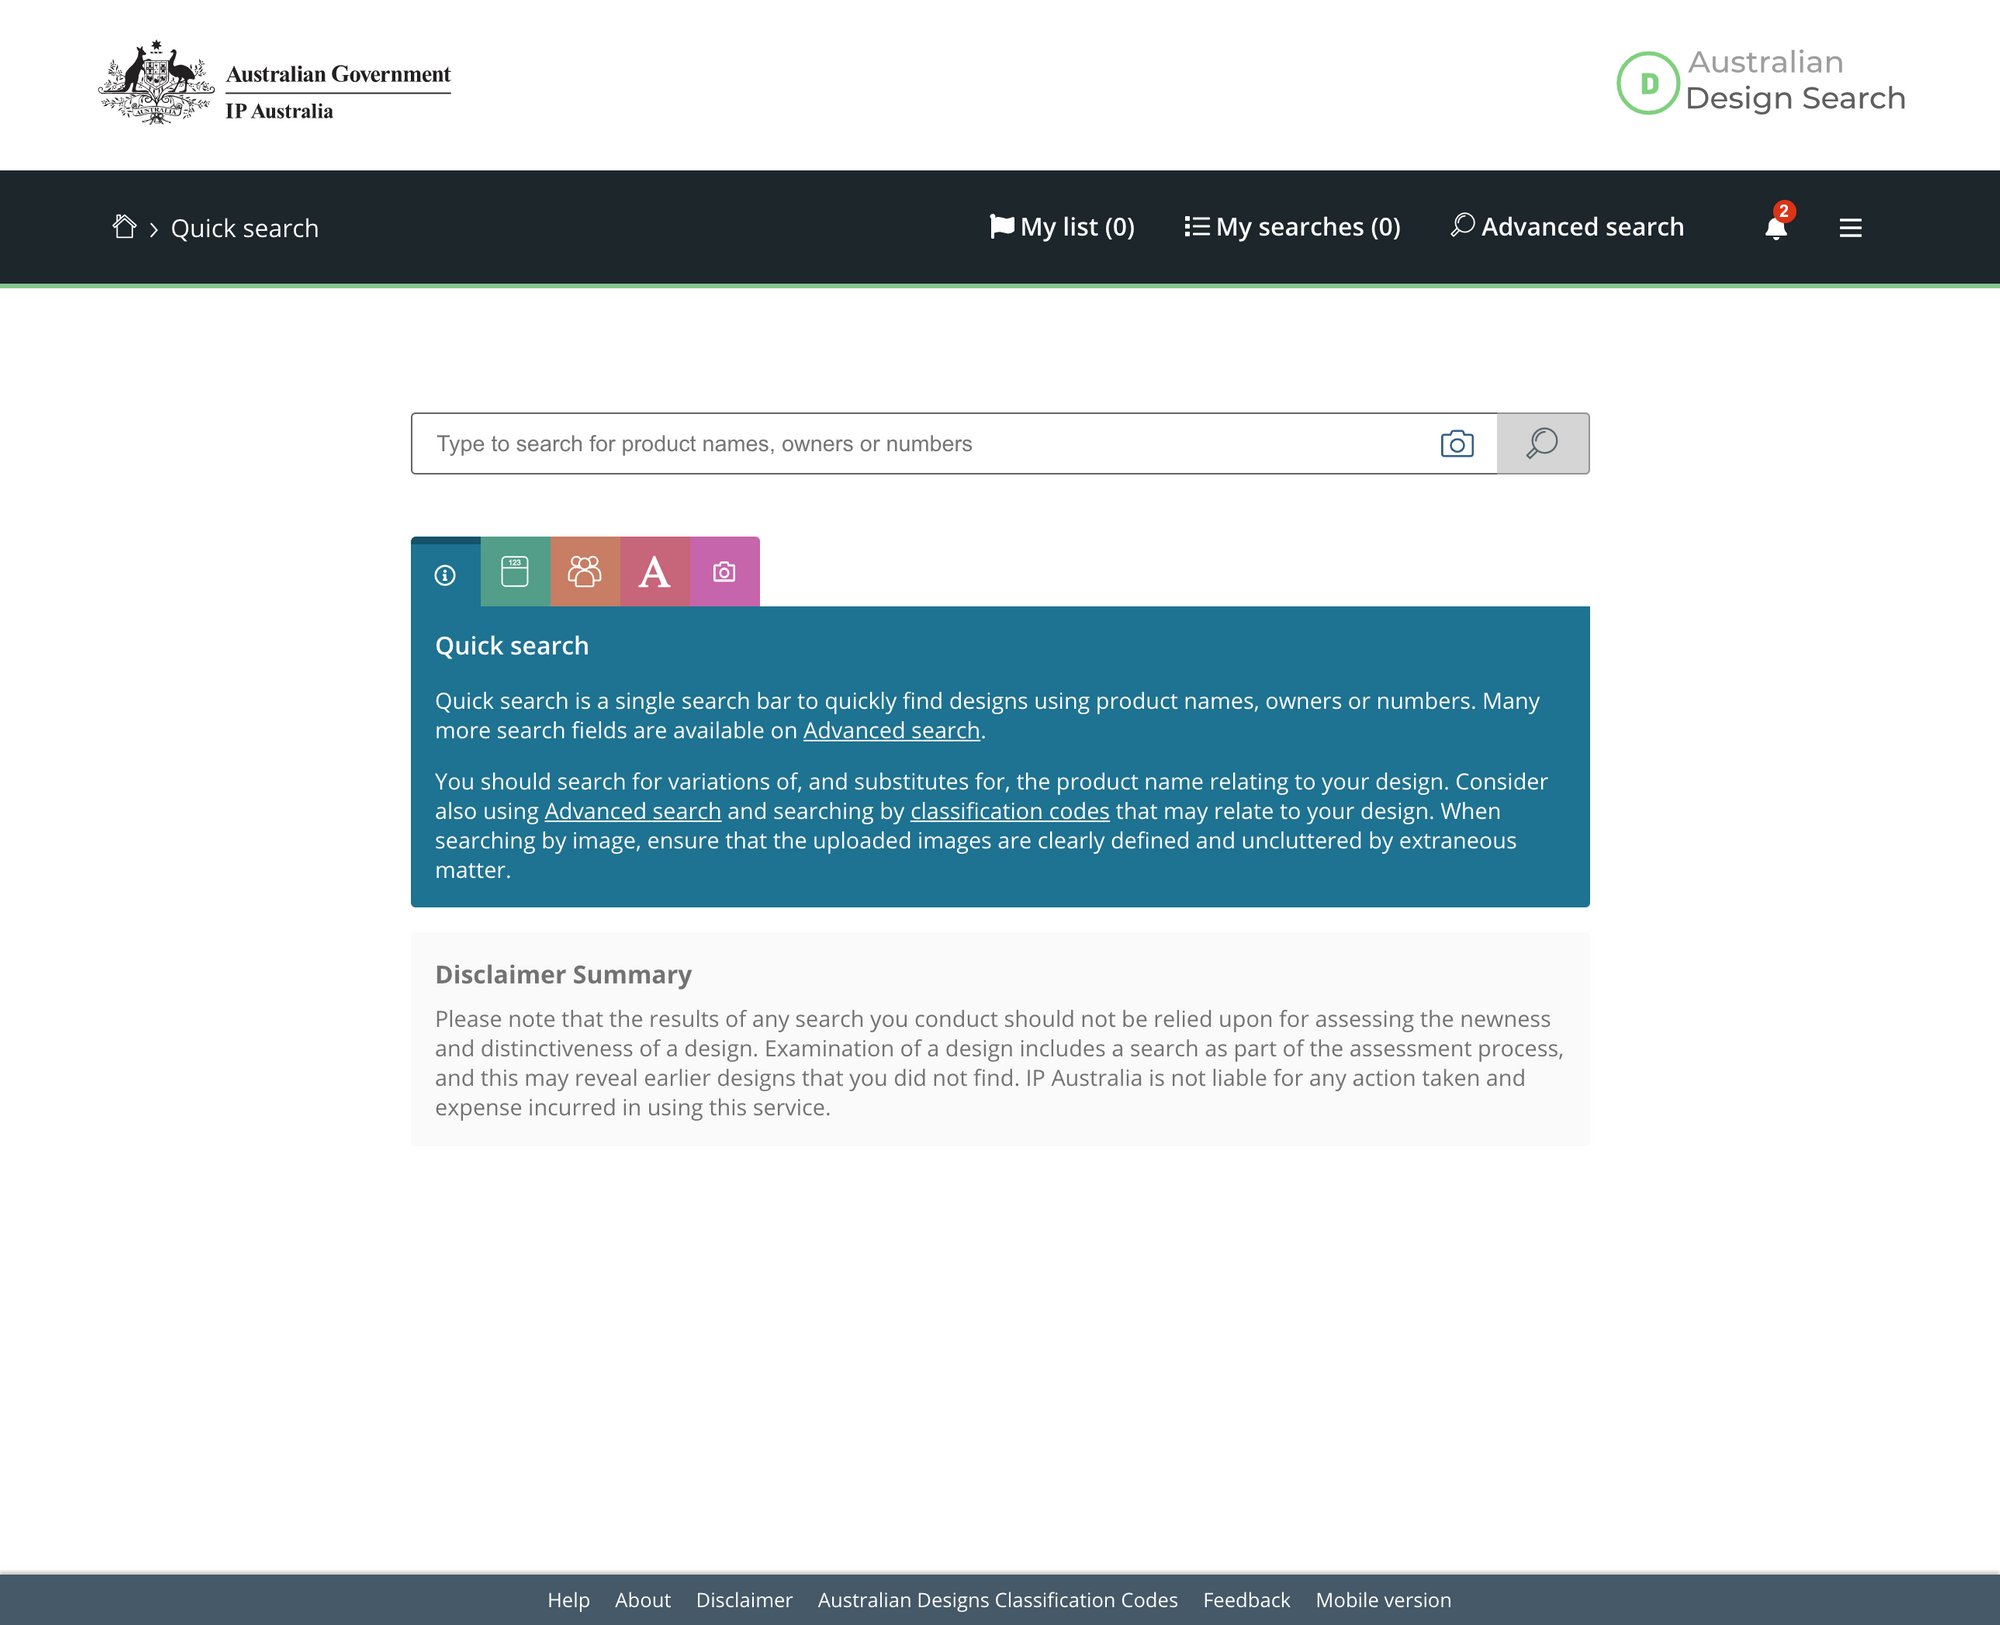 Australian Government
IP Australia
AUSTRALIA
D
Australian
Design Search
Quick search
My list (0)
My searches (0)
Advanced search
2
Type to search for product names, owners or numbers
123
A
Quick search
Quick search is a single search bar to quickly find designs using product names, owners or numbers. Many
more search fields are available on Advanced search.
You should search for variations of, and substitutes for, the product name relating to your design. Consider
also using Advanced search and searching by classification codes that may relate to your design. When
searching by image, ensure that the uploaded images are clearly defined and uncluttered by extraneous
matter.
Disclaimer Summary
Please note that the results of any search you conduct should not be relied upon for assessing the newness
and distinctiveness of a design. Examination of a design includes a search as part of the assessment process,
and this may reveal earlier designs that you did not find. IP Australia is not liable for any action taken and
expense incurred in using this service.
Help About Disclaimer Australian Designs Classification Codes Feedback Mobile version